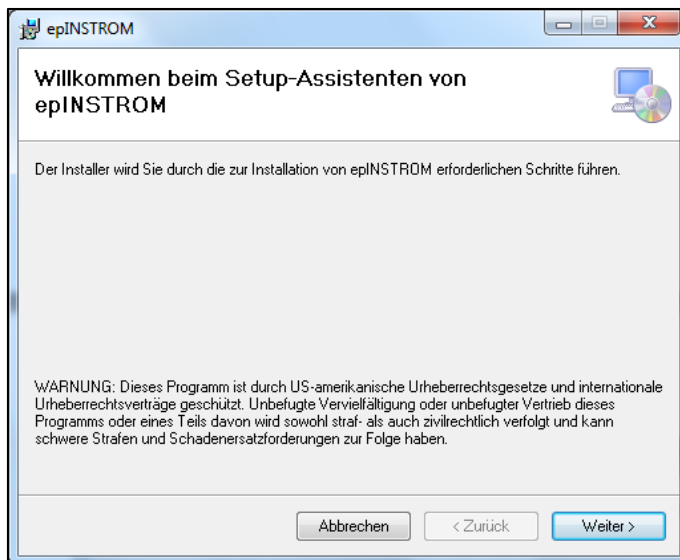 epINSTROM
Willkommen beim Setup-Assistenten von
epINSTROM
Der Installer wird Sie durch die zur Installation von epINSTROM erforderlichen Schritte führen.
WARNUNG: Dieses Programm ist durch US-amerikanische Urheberrechtsgesetze und internationale
Urheberrechtsverträge geschützt. Unbefugte Vervielfältigung oder unbefugter Vertrieb dieses
Programms oder eines Teils davon wird sowohl straf- als auch zivilrechtlich verfolgt und kann
schwere Strafen und Schadenersatzforderungen zur Folge haben.
Abbrechen < Zurück Weiter >